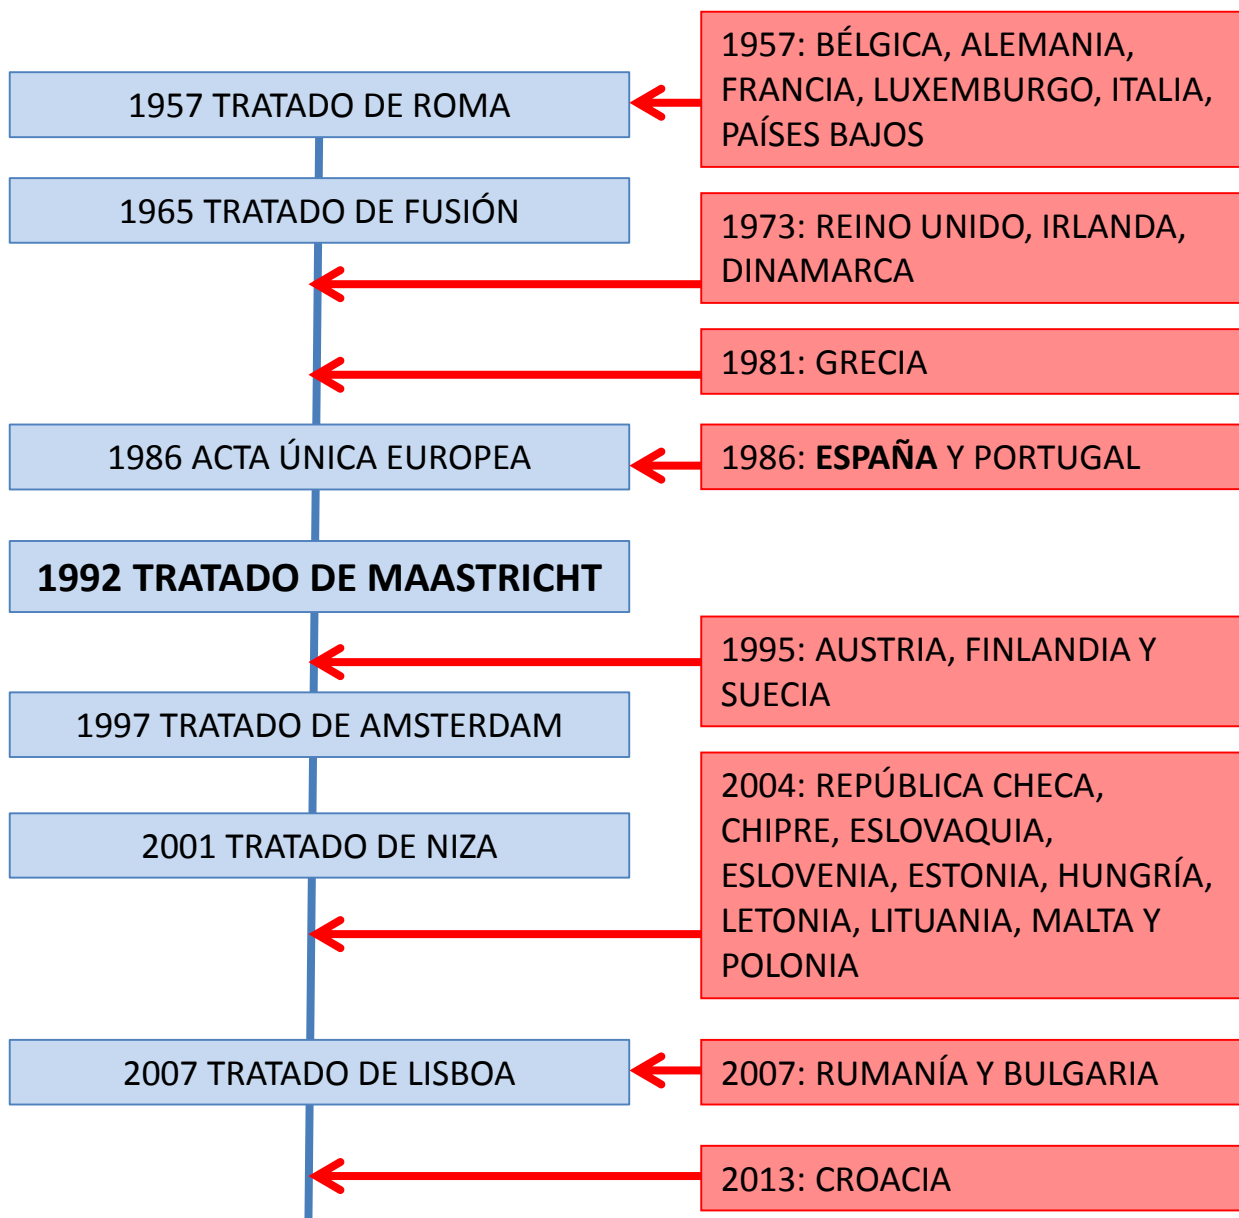 1957 TRATADO DE ROMA
1957: BÉLGICA, ALEMANIA,
FRANCIA, LUXEMBURGO, ITALIA,
PAÍSES BAJOS
1965 TRATADO DE FUSIÓN
1973: REINO UNIDO, IRLANDA,
DINAMARCA
1981: GRECIA
1986 ACTA ÚNICA EUROPEA
1986: ESPAÑA Y PORTUGAL
1992 TRATADO DE MAASTRICHT
1995: AUSTRIA, FINLANDIA Y
SUECIA
1997 TRATADO DE AMSTERDAM
2001 TRATADO DE NIZA
2004: REPÚBLICA CHECA,
CHIPRE, ESLOVAQUIA,
ESLOVENIA, ESTONIA, HUNGRÍA,
LETONIA, LITUANIA, MALTA Y
POLONIA
2007 TRATADO DE LISBOA
2007: RUMANÍA Y BULGARIA
2013: CROACIA